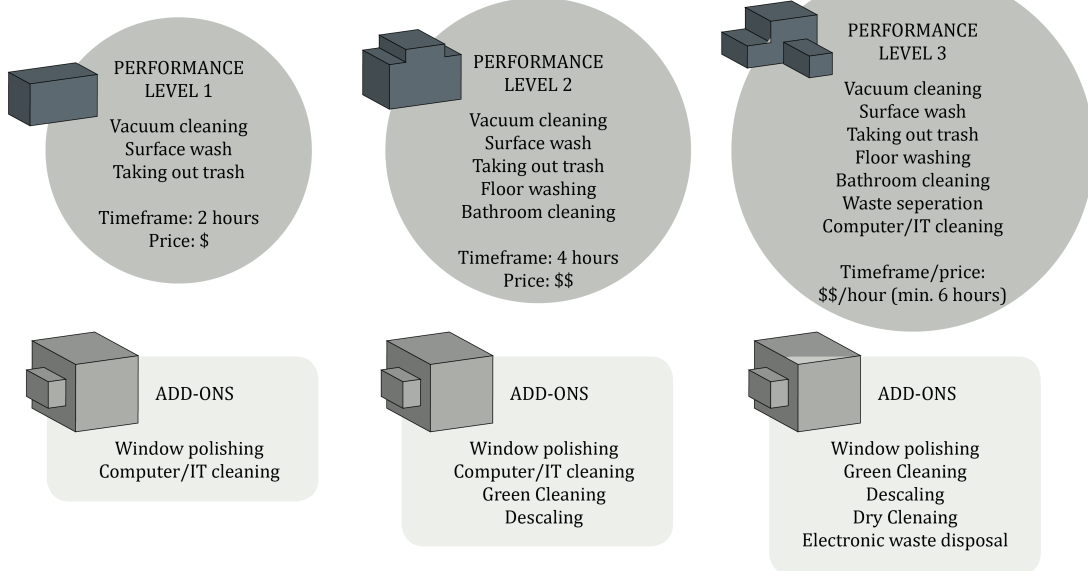 PERFORMANCE
LEVEL 1
Vacuum cleaning
Surface wash
Taking out trash
Timeframe: 2 hours
Price: $
PERFORMANCE
LEVEL 2
Vacuum cleaning
Surface wash
Taking out trash
Floor washing
Bathroom cleaning
Timeframe: 4 hours
Price: $$
PERFORMANCE
LEVEL 3
Vacuum cleaning
Surface wash
Taking out trash
Floor washing
Bathroom cleaning
Waste seperation
Computer/IT cleaning
Timeframe/price:
$$/hour (min. 6 hours)
ADD-ONS
Window polishing
Computer/IT cleaning
ADD-ONS
Window polishing
Computer/IT cleaning
Green Cleaning
Descaling
ADD-ONS
Window polishing
Green Cleaning
Descaling
Dry Clenaing
Electronic waste disposal